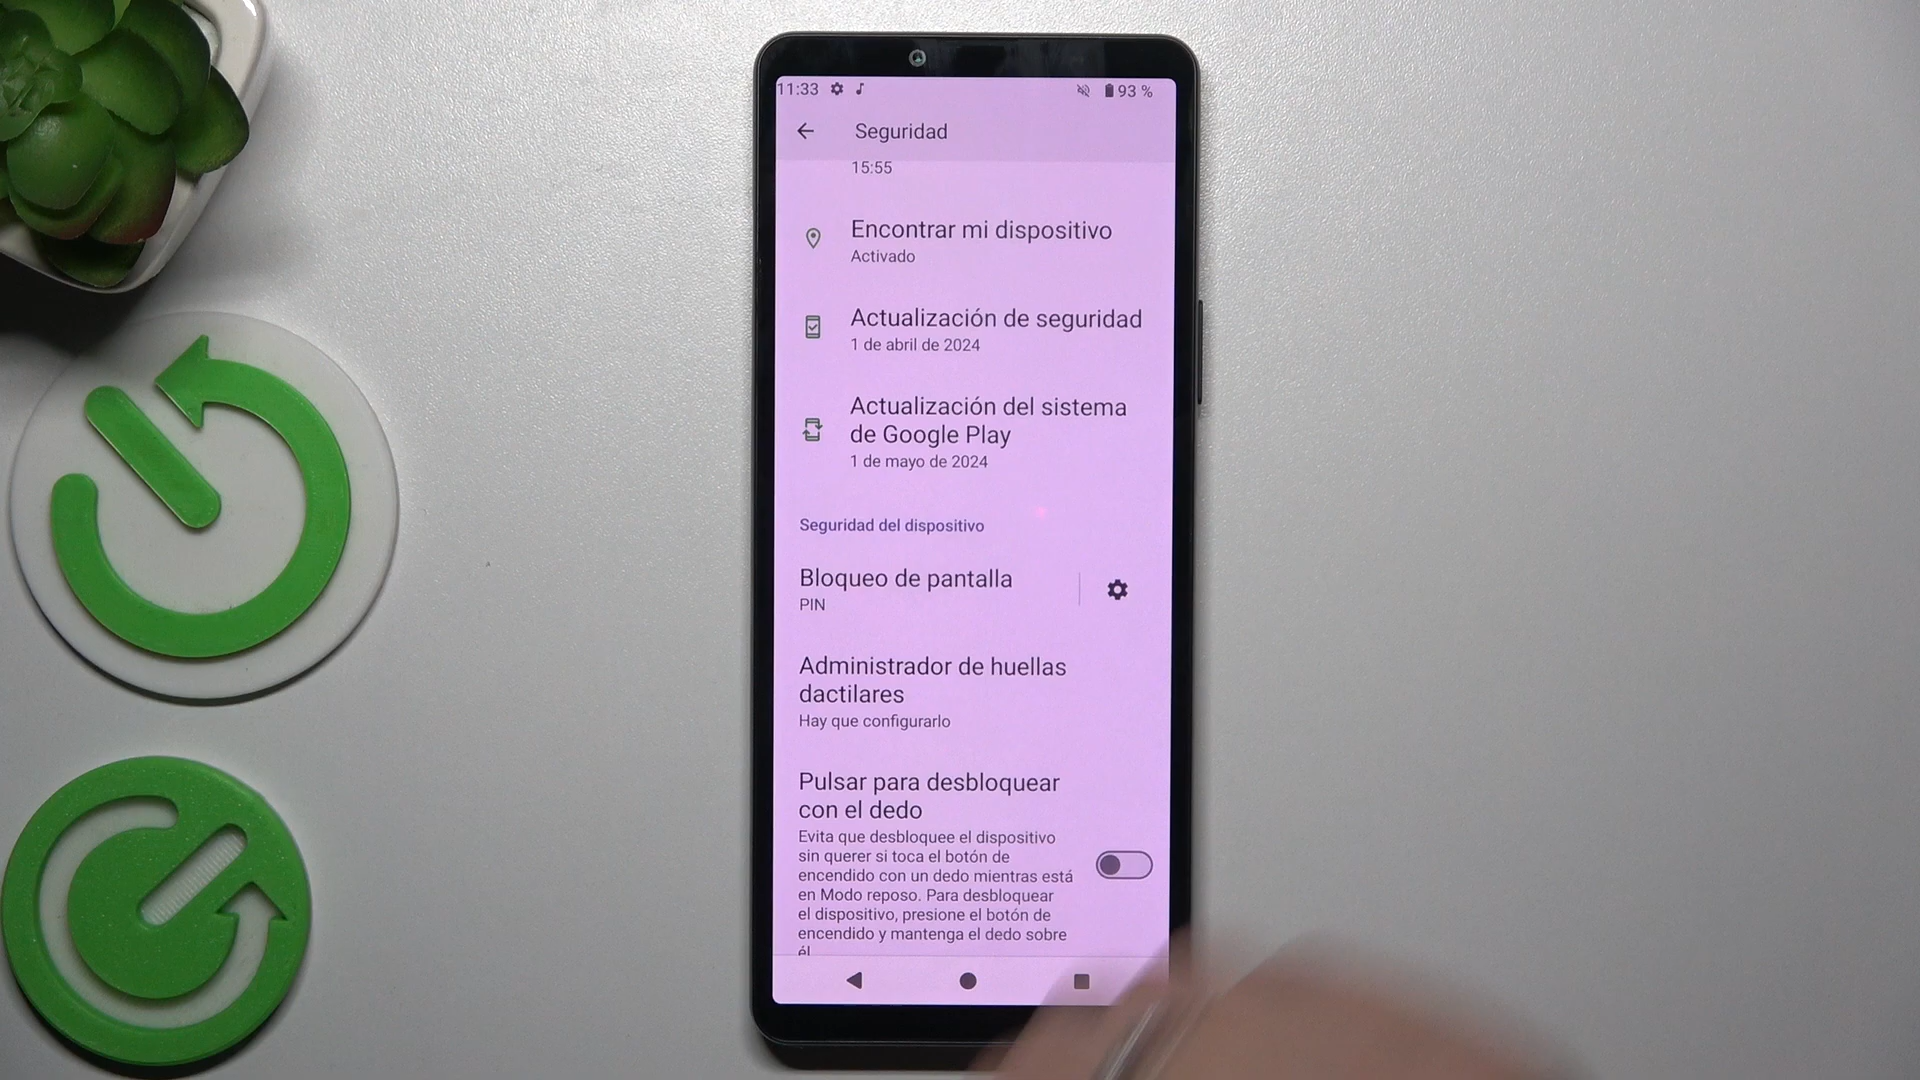 11:33
93 %
Seguridad
15:55
Encontrar mi dispositivo
Activado
Actualización de seguridad
1 de abril de 2024
Actualización del sistema
de Google Play
1 de mayo de 2024
Seguridad del dispositivo
Bloqueo de pantalla
PIN
Administrador de huellas
dactilares
Hay que configurarlo
Pulsar para desbloquear
con el dedo
Evita que desbloquee el dispositivo
sin querer si toca el botón de
encendido con un dedo mientras está
en Modo reposo. Para desbloquear
el dispositivo, presione el botón de
encendido y mantenga el dedo sobre
él